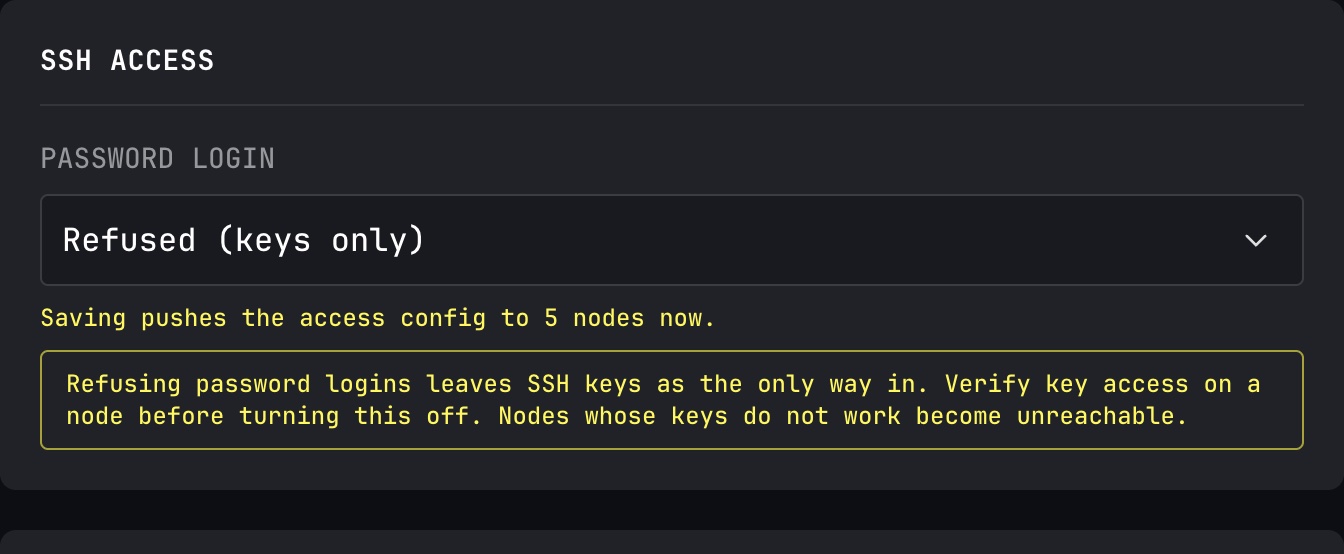 SSH ACCESS
PASSWORD LOGIN
Refused (keys only)
Saving pushes the access config to 5 nodes now.
Refusing password logins leaves SSH keys as the only way in. Verify key access on a
node before turning this off. Nodes whose keys do not work become unreachable.